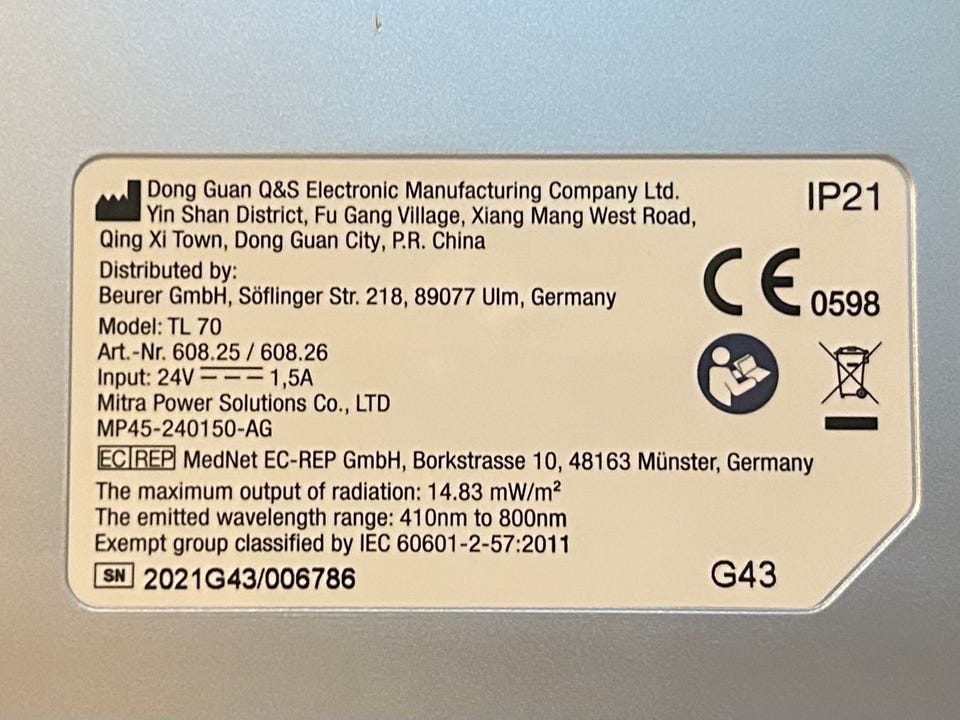 Dong Guan Q&S Electronic Manufacturing Company Ltd.
Yin Shan District, Fu Gang Village, Xiang Mang West Road,
Qing Xi Town, Dong Guan City, P.R. China
IP21
Distributed by:
Beurer GmbH, Söflinger Str. 218, 89077 Ulm, Germany
CE 0598
Model: TL 70
Art.-Nr. 608.25 / 608.26
Input: 24V ⎓ 1,5A
Mitra Power Solutions Co., LTD
MP45-240150-AG
EC REP MedNet EC-REP GmbH, Borkstrasse 10, 48163 Münster, Germany
The maximum output of radiation: 14.83 mW/m²
The emitted wavelength range: 410nm to 800nm
Exempt group classified by IEC 60601-2-57:2011
SN 2021G43/006786
G43